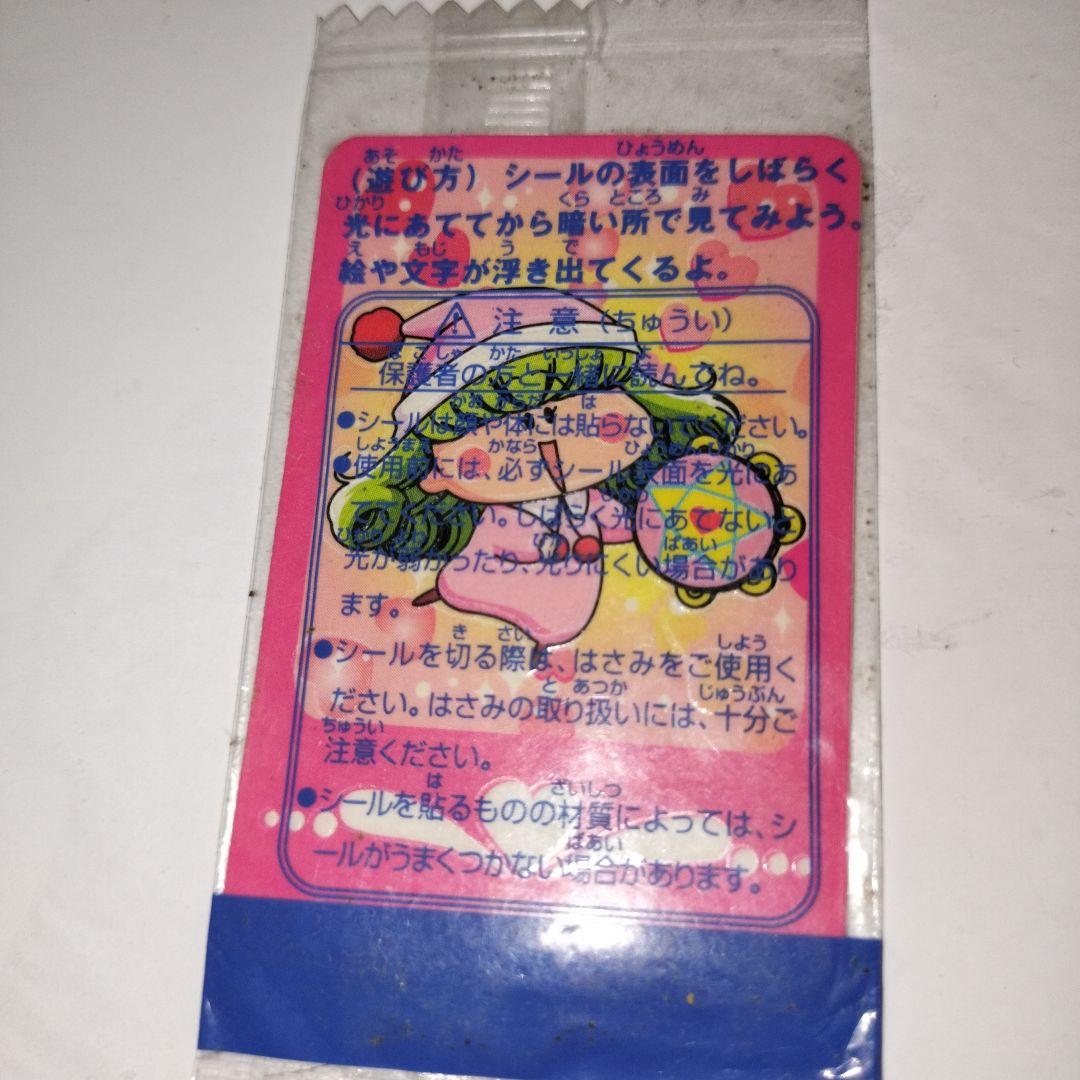 (遊び方) シールの表面をしばらく
光にあててから暗い所で見てみよう。
絵や文字が浮き出てくるよ。
注 意 (ちゅうい)
保護者の方と一緒に読んでね。
●シールは顔や体には貼らないでください。
●使用前には、必ずシール表面を光にあ
ててください。しばらく光にあてないと
光が弱かったり、光りにくい場合があり
ます。
●シールを切る際は、はさみをご使用く
ださい。はさみの取り扱いには、十分ご
注意ください。
●シールを貼るものの材質によっては、シ
ールがうまくつかない場合があります。